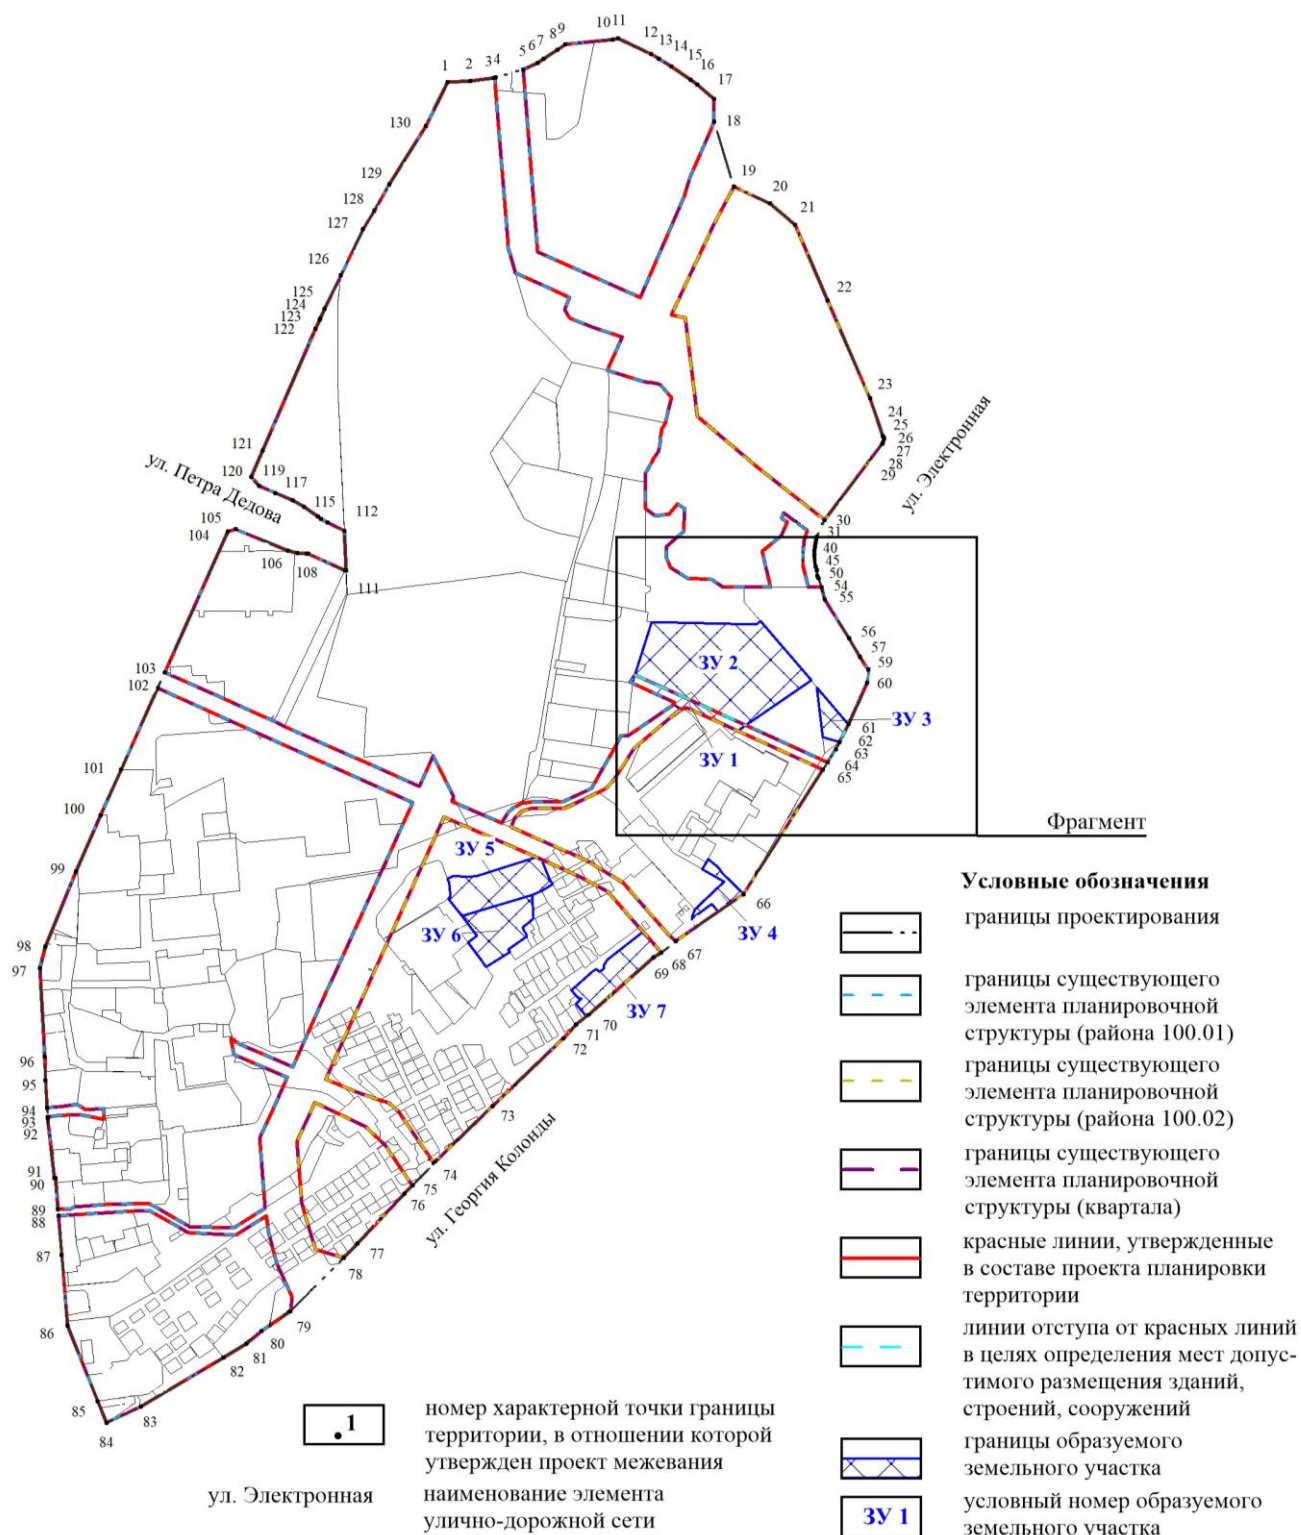 10 11
8 9
5 6 7
12
13
14
15
16
17
1
2
3 4
18
130
19
20
129
128
21
127
126
22
125
124
123
122
23
24
25
26
27
28
29
ул. Электронная
121
ул. Петра Дедова
120
119
117
115
112
30
31
105
104
40
45
106
108
50
54
111
55
56
57
ЗУ 2
59
103
60
102
ЗУ 3
61
62
63
ЗУ 1
64
65
101
100
Фрагмент
ЗУ 5
99
66
ЗУ 6
ЗУ 4
98
67
68
97
69
ЗУ 7
70
71
72
96
95
73
94
93
92
74
91
90
75
76
ул. Георгия Колонды
89
88
77
87
78
79
86
80
81
82
85
83
84
Условные обозначения
границы проектирования
границы существующего
элемента планировочной
структуры (района 100.01)
границы существующего
элемента планировочной
структуры (района 100.02)
границы существующего
элемента планировочной
структуры (квартала)
красные линии, утвержденные
в составе проекта планировки
территории
линии отступа от красных линий
в целях определения мест допус-
тимого размещения зданий,
строений, сооружений
границы образуемого
земельного участка
ЗУ 1
условный номер образуемого
земельного участка
.1
номер характерной точки границы
территории, в отношении которой
утвержден проект межевания
ул. Электронная
наименование элемента
улично-дорожной сети